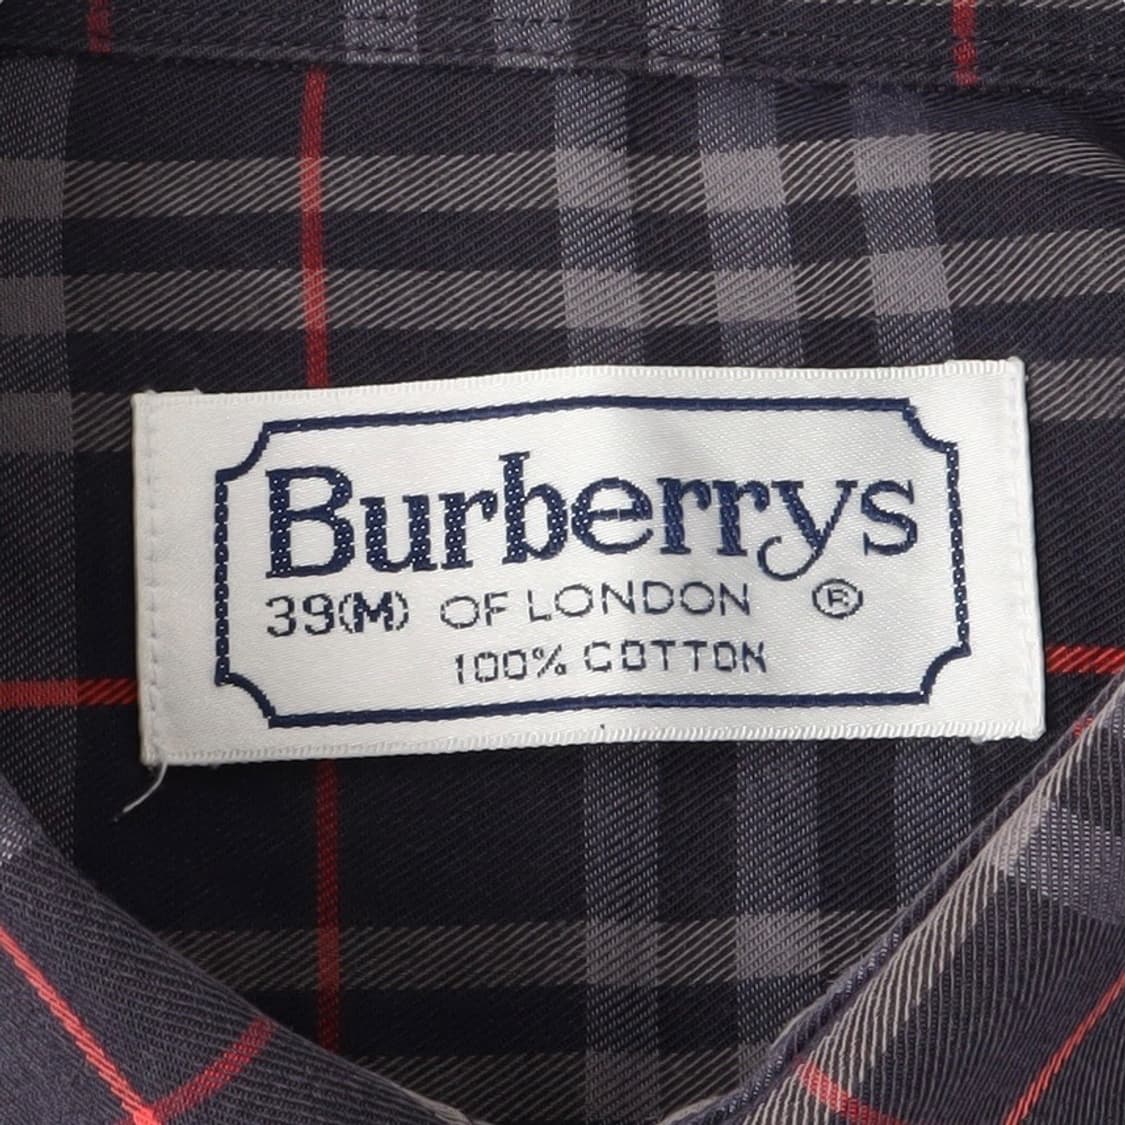 Burberrys
39(M) OF LONDON ®
100% COTTON